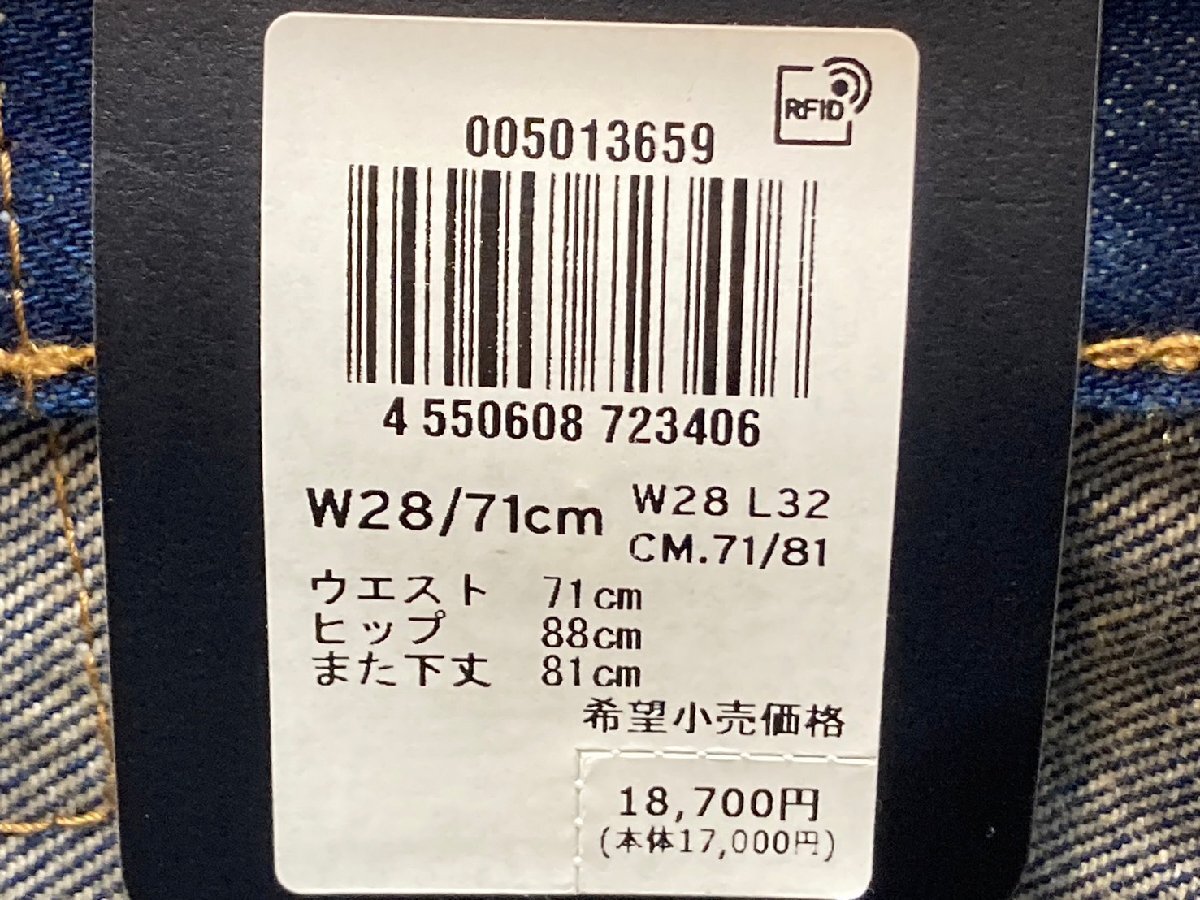 RFID
005013659
4 550608 723406
W28/71cm
W28 L32
CM.71/81
ウエスト 71cm
ヒップ 88cm
また下丈 81cm
希望小売価格
18,700円
(本体17,000円)